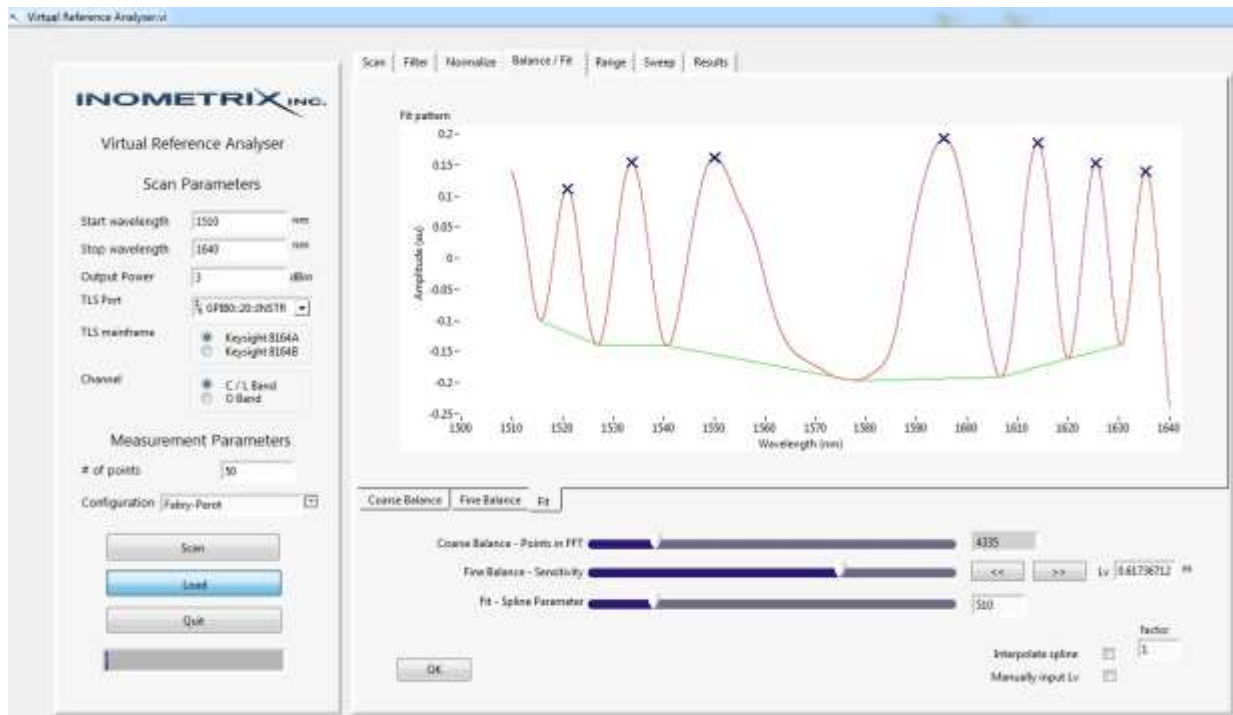 Virtual Reference Analyser.vi
INOMETRIX INC.
Virtual Reference Analyser
Scan Parameters
Start wavelength 1510 nm
Stop wavelength 1640 nm
Output Power 3 dBm
TLS Port GPIB0::20::INSTR
TLS mainframe Keysight 8164A
Keysight 8164B
Channel C / L Band
O Band
Measurement Parameters
# of points 50
Configuration Fabry-Perot
Scan
Load
Quit
Scan Filter Normalize Balance / Fit Range Sweep Results
Fit pattern
0.2
0.15
0.1
0.05
0
-0.05
-0.1
-0.15
-0.2
-0.25
Amplitude (au)
1500 1510 1520 1530 1540 1550 1560 1570 1580 1590 1600 1610 1620 1630 1640
Wavelength (nm)
Coarse Balance Fine Balance Fit
Coarse Balance - Points in FFT 4335
Fine Balance - Sensitivity << >> Lv 0.61736712 m
Fit - Spline Parameter 510
factor
Interpolate spline 1
Manually input Lv
OK